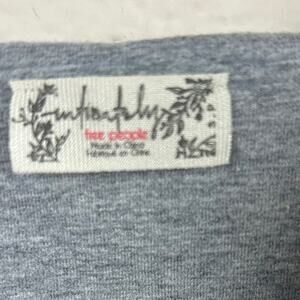 intimately
free people
Made in China
Fabriqué en Chine